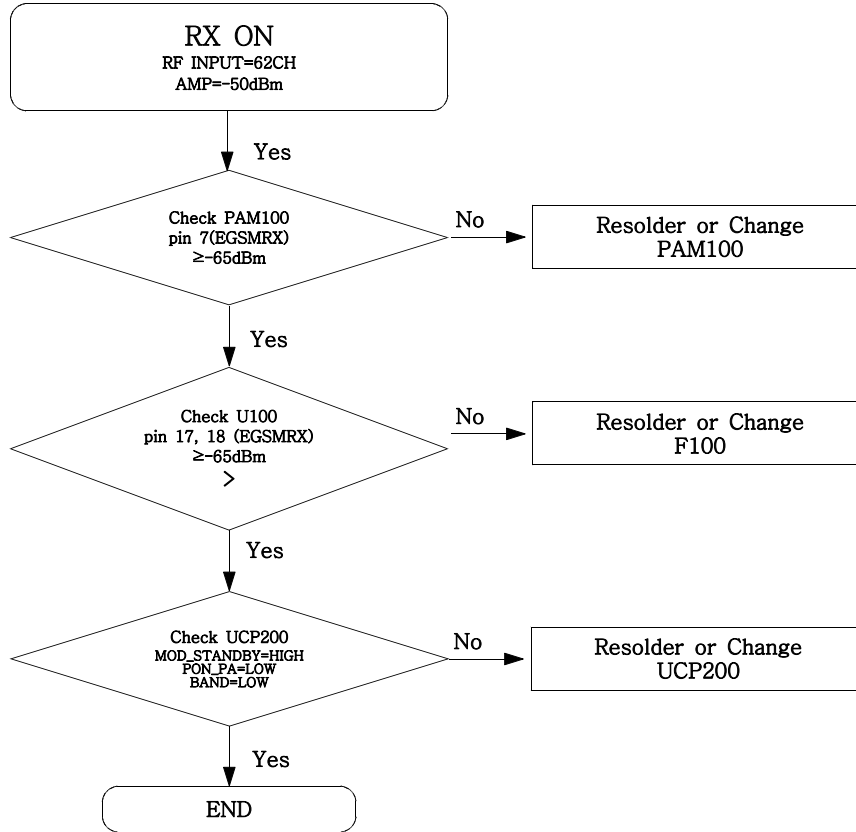 RX ON
RF INPUT=62CH
AMP=-50dBm
Yes
Check PAM100
pin 7(EGSMRX)
≥-65dBm
No
Resolder or Change
PAM100
Yes
Check U100
pin 17, 18 (EGSMRX)
≥-65dBm
>
No
Resolder or Change
F100
Yes
Check UCP200
MOD_STANDBY=HIGH
PON_PA=LOW
BAND=LOW
No
Resolder or Change
UCP200
Yes
END